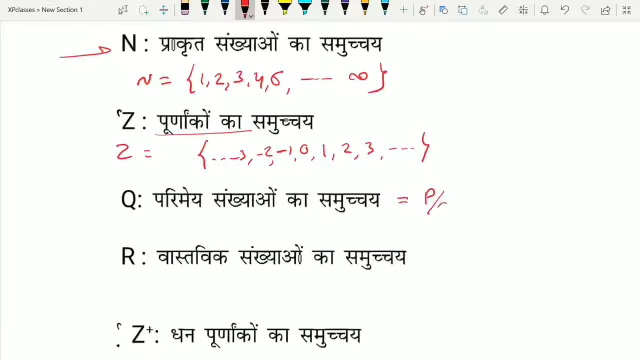 XPclasses » New Section 1
N : प्राकृत संख्याओं का समुच्चय
N = { 1, 2, 3, 4, 5, ---- ∞ }
Z : पूर्णांकों का समुच्चय
Z = { ....-3, -2, -1, 0, 1, 2, 3, ---- }
Q: परिमेय संख्याओं का समुच्चय = P/
R : वास्तविक संख्याओं का समुच्चय
Z⁺: धन पूर्णांकों का समुच्चय